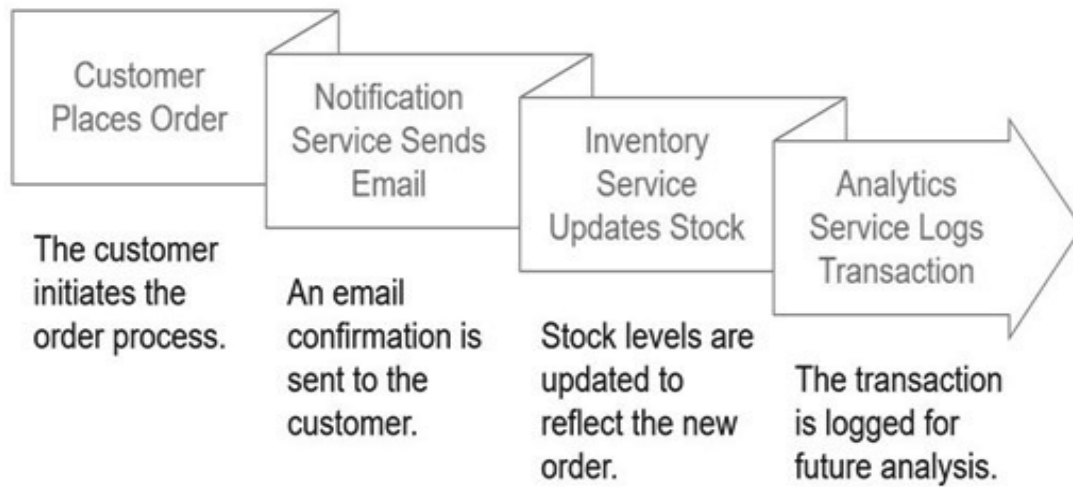 Customer
Places Order
The customer
initiates the
order process.
Notification
Service Sends
Email
An email
confirmation is
sent to the
customer.
Inventory
Service
Updates Stock
Stock levels are
updated to
reflect the new
order.
Analytics
Service Logs
Transaction
The transaction
is logged for
future analysis.